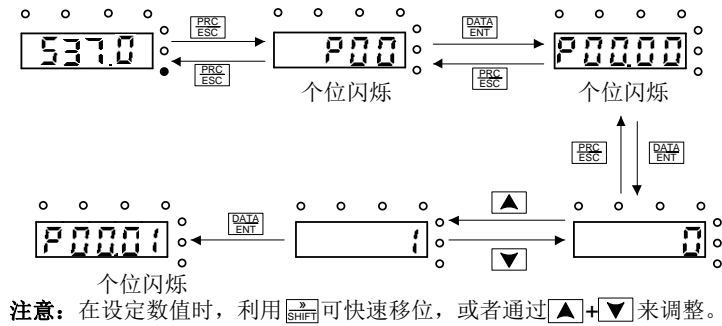 PRC
ESC
DATA
ENT
537.0
P00
P00.00
PRC
ESC
PRC
ESC
个位闪烁
个位闪烁
PRC
ESC
DATA
ENT
DATA
ENT
P00.01
1
0
个位闪烁
注意：在设定数值时，利用 » SHIFT 可快速移位，或者通过▲+▼来调整。